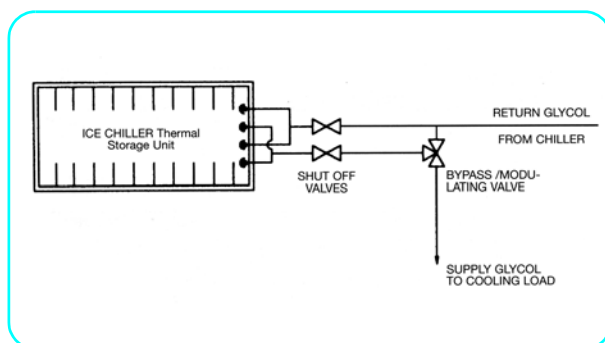 ICE CHILLER Thermal
Storage Unit
RETURN GLYCOL
FROM CHILLER
SHUT OFF
VALVES
BYPASS /MODU-
LATING VALVE
SUPPLY GLYCOL
TO COOLING LOAD